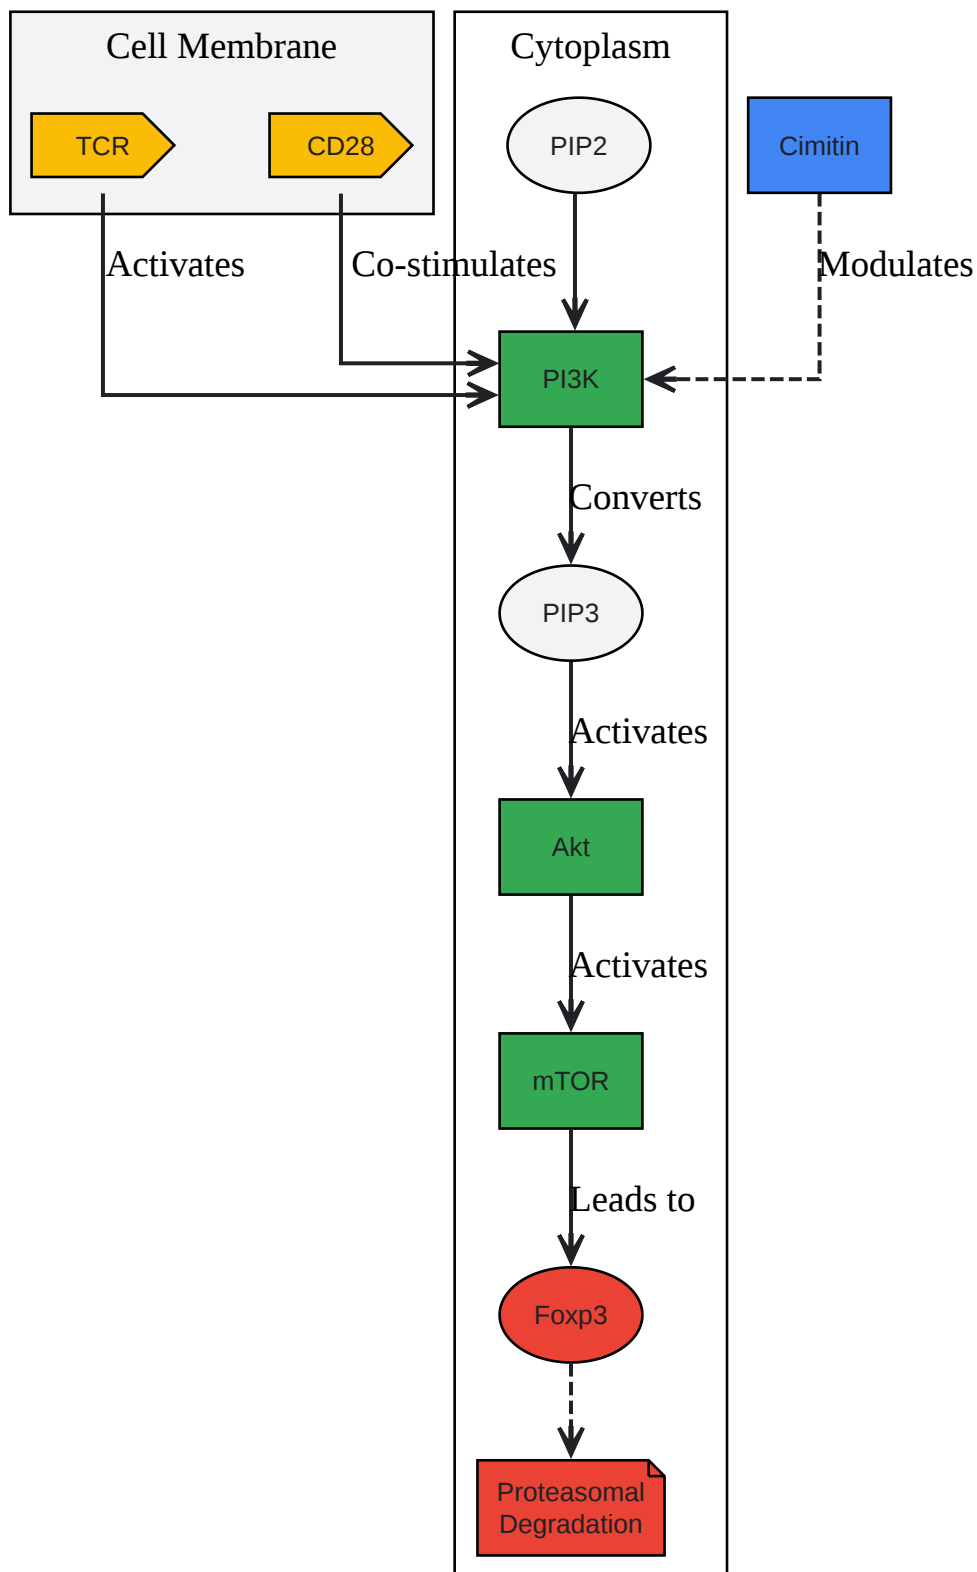 Cell Membrane
Cytoplasm
TCR
CD28
PIP2
Cimitin
Activates
Co-stimulates
Modulates
PI3K
Converts
PIP3
Activates
Akt
Activates
mTOR
Leads to
Foxp3
Proteasomal
Degradation